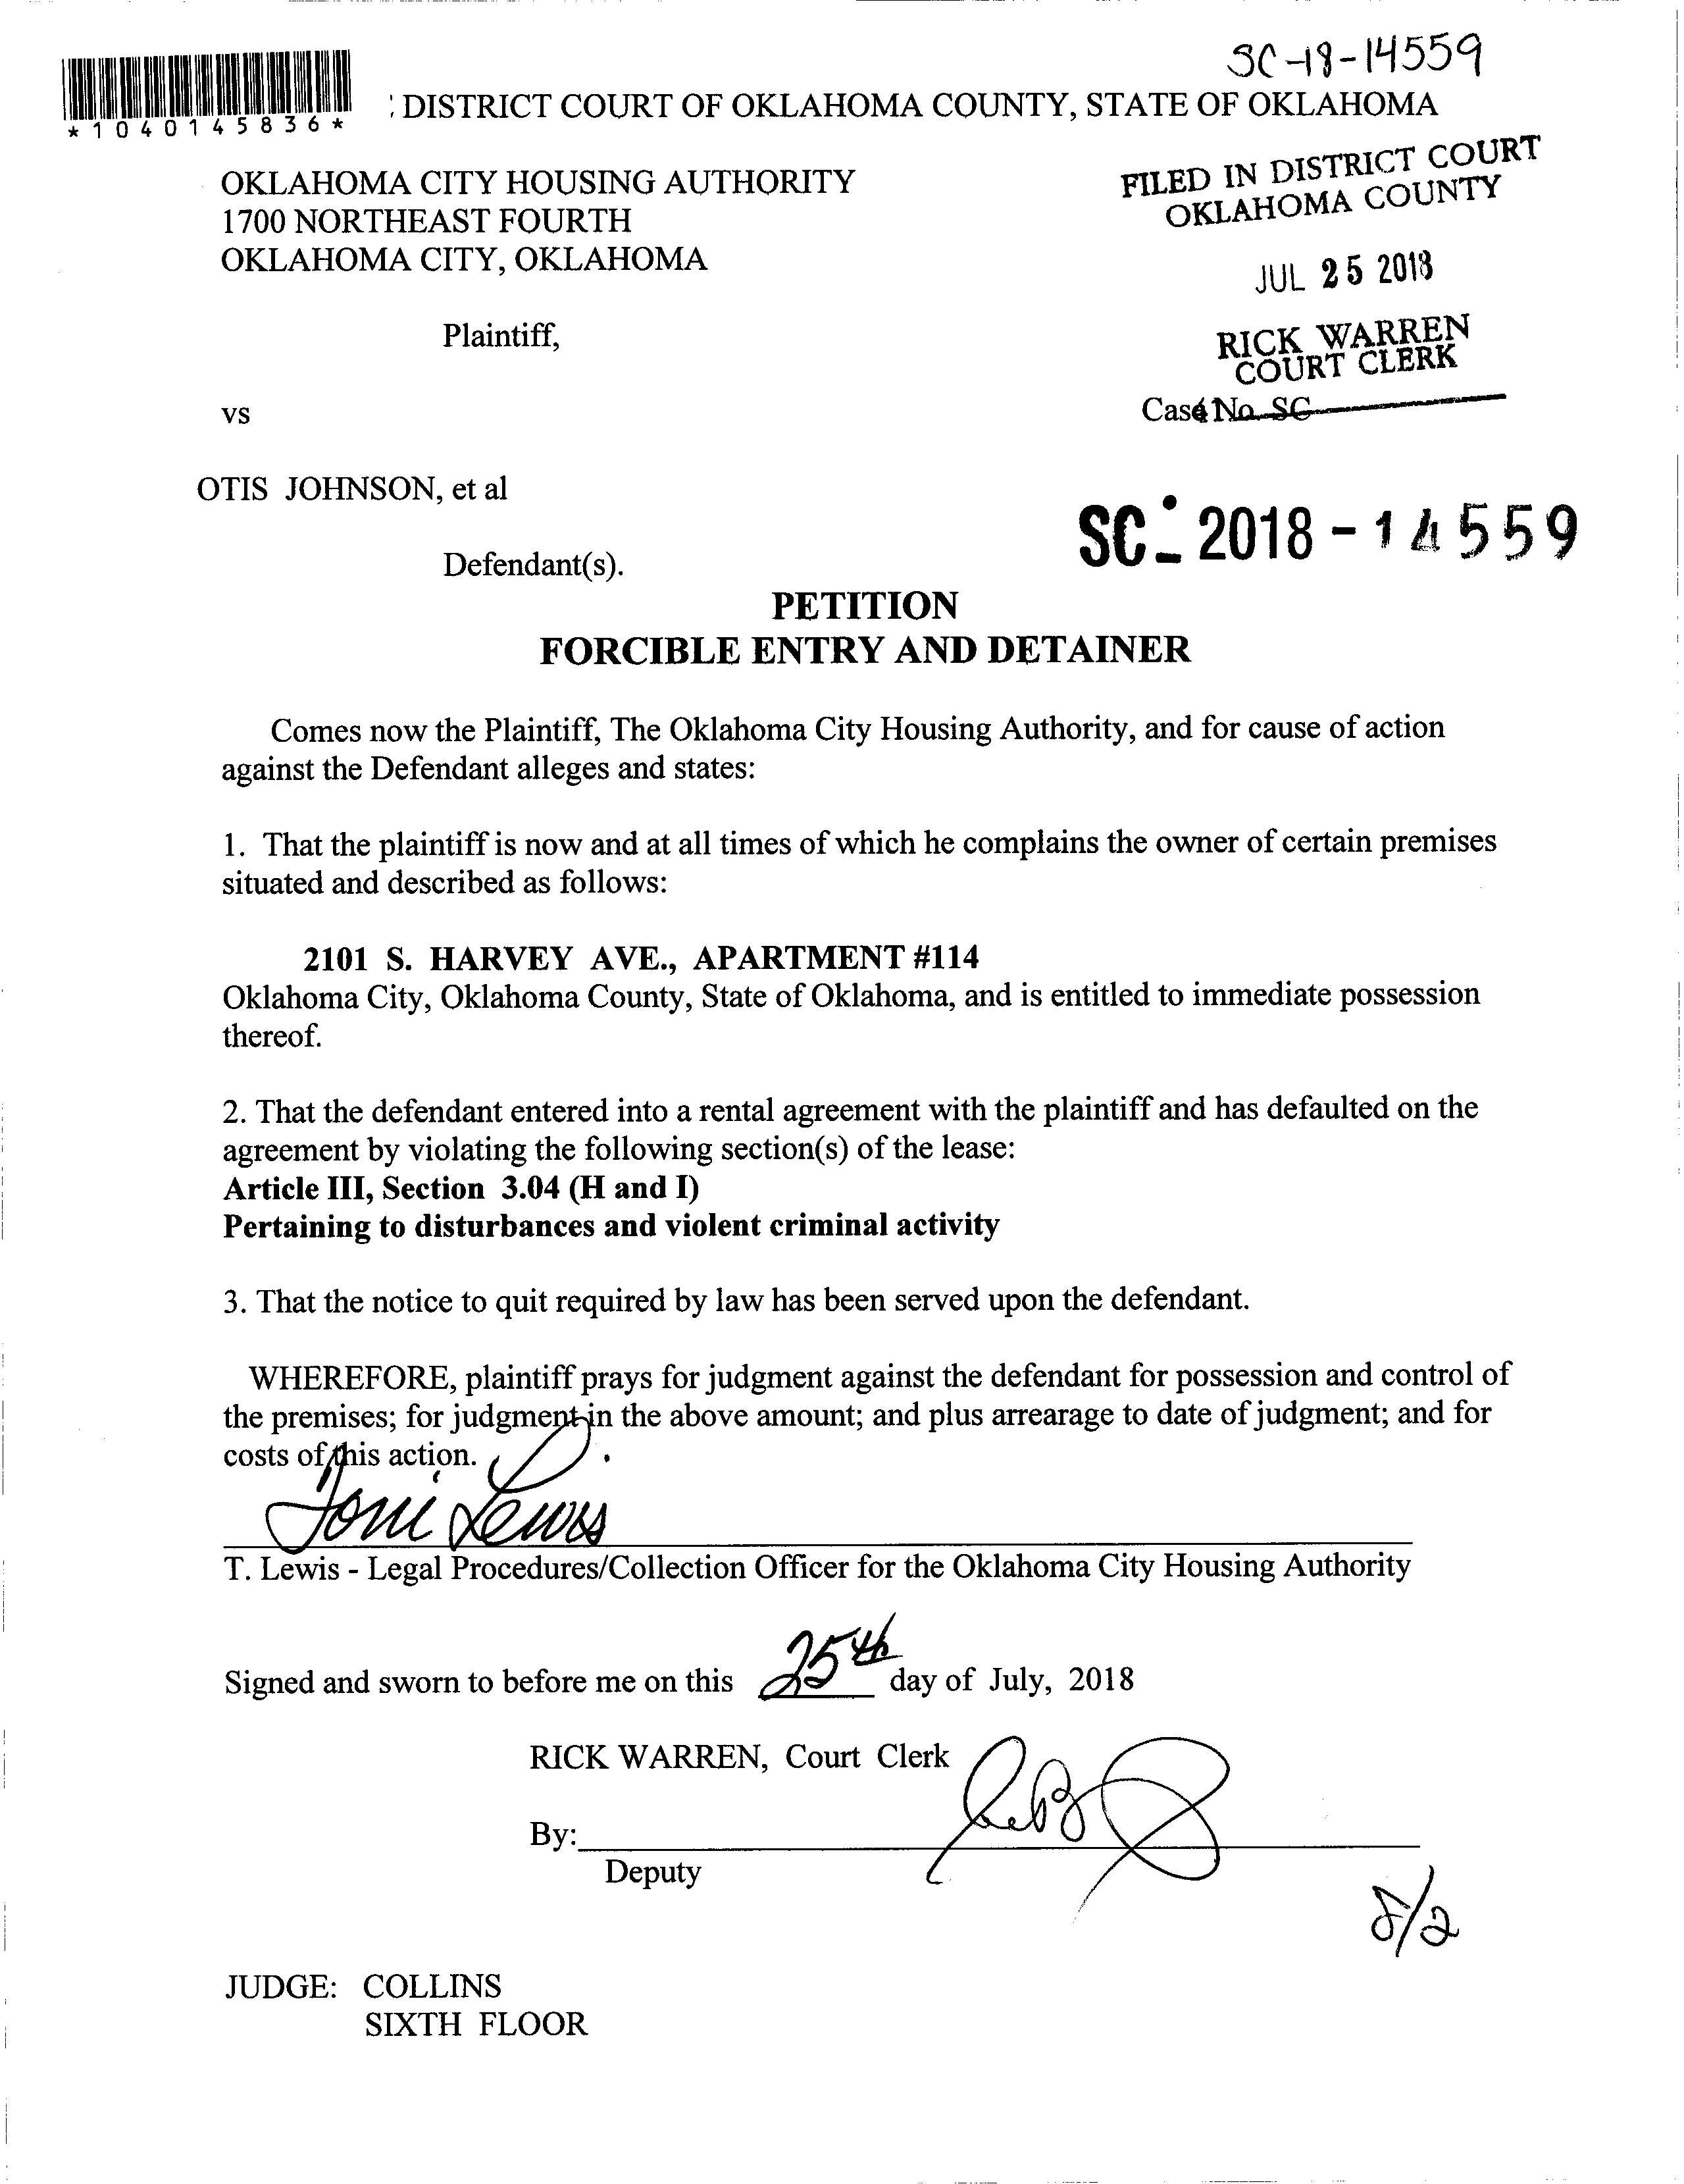 SC-18-14559
*1040145836*
: DISTRICT COURT OF OKLAHOMA COUNTY, STATE OF OKLAHOMA
OKLAHOMA CITY HOUSING AUTHORITY
1700 NORTHEAST FOURTH
OKLAHOMA CITY, OKLAHOMA
FILED IN DISTRICT COURT
OKLAHOMA COUNTY
JUL 25 2018
RICK WARREN
COURT CLERK
Plaintiff,
Case No. SC
vs
OTIS JOHNSON, et al
SC- 2018 - 14559
Defendant(s).
PETITION
FORCIBLE ENTRY AND DETAINER
Comes now the Plaintiff, The Oklahoma City Housing Authority, and for cause of action
against the Defendant alleges and states:
1. That the plaintiff is now and at all times of which he complains the owner of certain premises
situated and described as follows:
2101 S. HARVEY AVE., APARTMENT #114
Oklahoma City, Oklahoma County, State of Oklahoma, and is entitled to immediate possession
thereof.
2. That the defendant entered into a rental agreement with the plaintiff and has defaulted on the
agreement by violating the following section(s) of the lease:
Article III, Section 3.04 (H and I)
Pertaining to disturbances and violent criminal activity
3. That the notice to quit required by law has been served upon the defendant.
WHEREFORE, plaintiff prays for judgment against the defendant for possession and control of
the premises; for judgment in the above amount; and plus arrearage to date of judgment; and for
costs of this action.
Toni Lewis
T. Lewis - Legal Procedures/Collection Officer for the Oklahoma City Housing Authority
Signed and sworn to before me on this 25th day of July, 2018
RICK WARREN, Court Clerk
By:
Deputy
8/2
JUDGE: COLLINS
SIXTH FLOOR